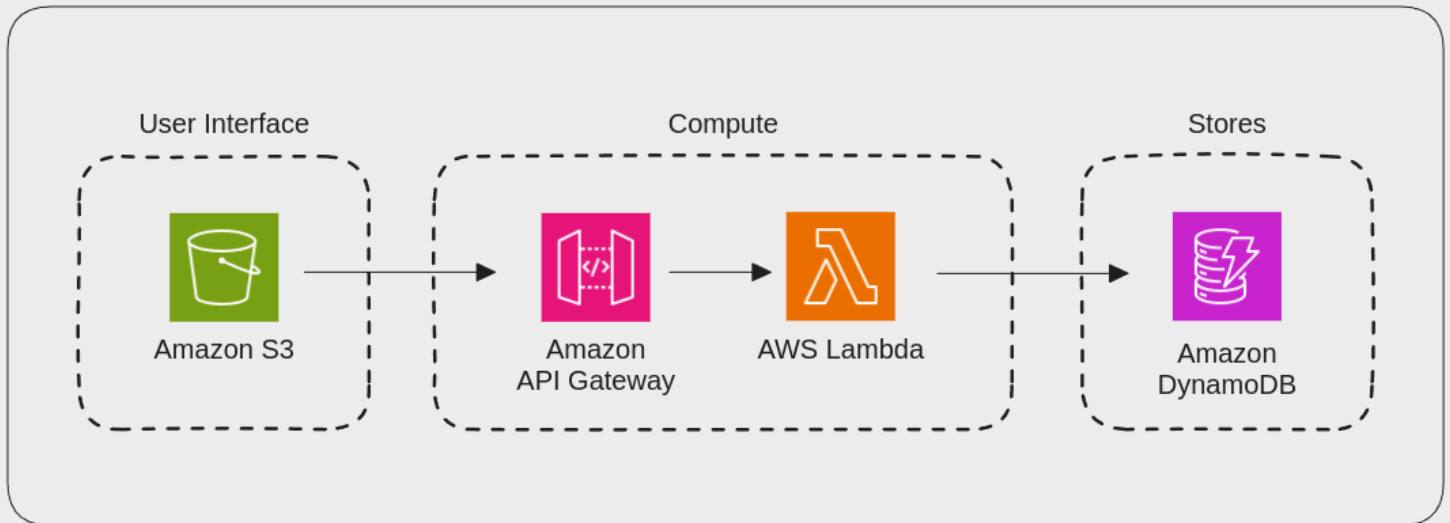 User Interface
Compute
Stores
</>
Amazon S3
Amazon
API Gateway
AWS Lambda
Amazon
DynamoDB